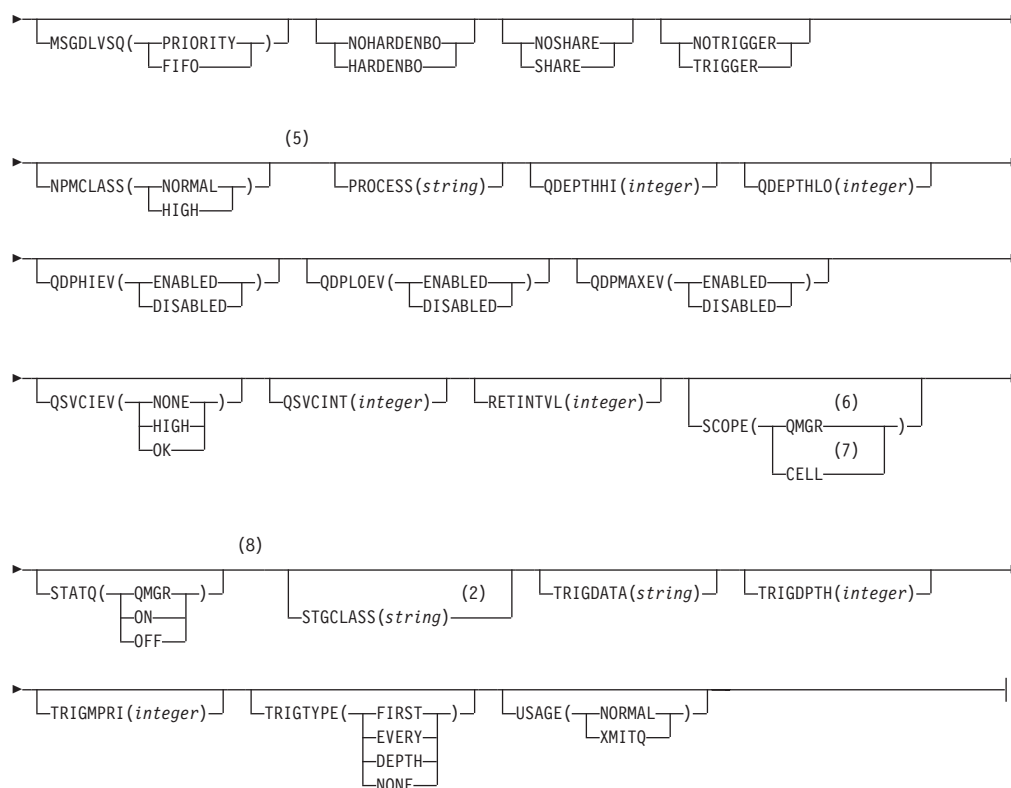 MSGDLVSQ( PRIORITY ) NOHARDENBO NOSHARE NOTRIGGER
FIFO HARDENBO SHARE TRIGGER
(5)
NPMCLASS( NORMAL ) PROCESS(string) QDEPTHHI(integer) QDEPTHLO(integer)
HIGH
QDPHIEV( ENABLED ) QDPLOEV( ENABLED ) QDPMAXEV( ENABLED )
DISABLED DISABLED DISABLED
QSVCIEV( NONE ) QSVCINT(integer) RETINTVL(integer) (6)
HIGH SCOPE( QMGR )
OK (7)
CELL
(8)
STATQ( QMGR ) (2) TRIGDATA(string) TRIGDPTH(integer)
ON STGCLASS(string)
OFF
TRIGMPRI(integer) TRIGTYPE( FIRST ) USAGE( NORMAL )
EVERY XMITQ
DEPTH
NONE